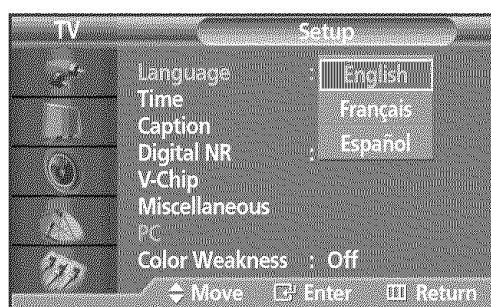 TV Setup
Language : English
Time Français
Caption Español
Digital NR :
V-Chip
Miscellaneous
PC
Color Weakness : Off
Move Enter Return